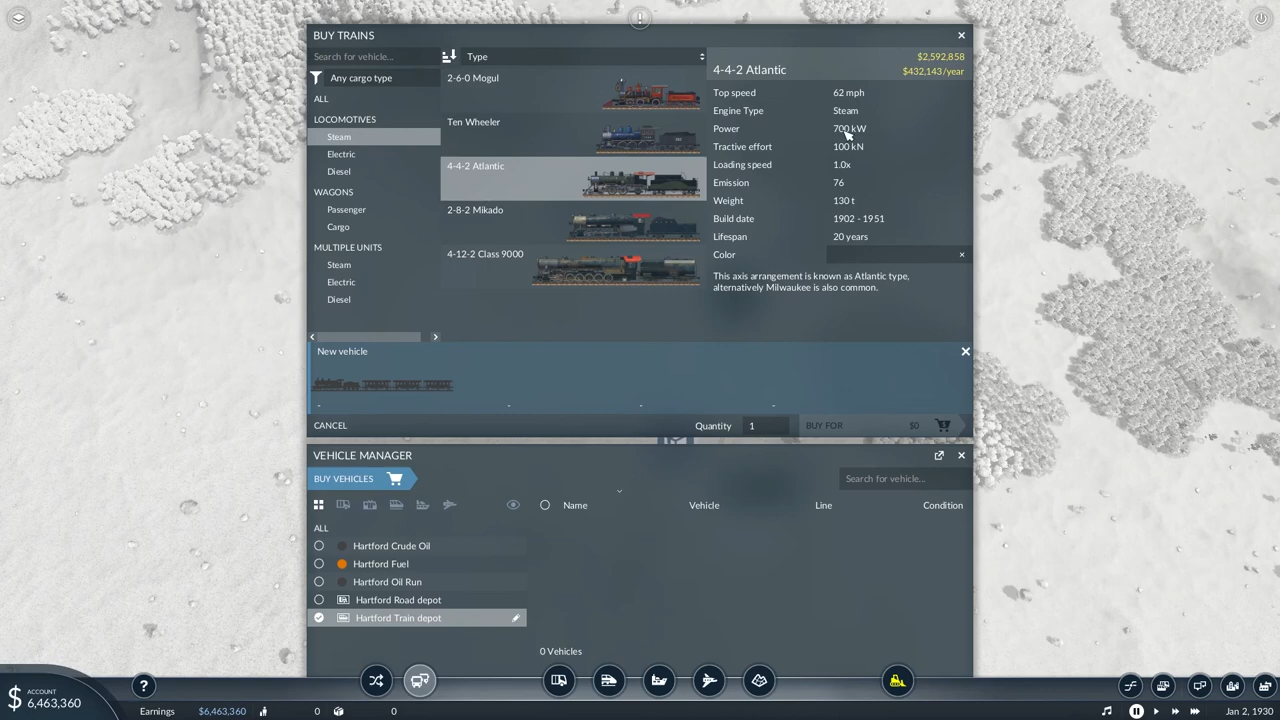 BUY TRAINS
Search for vehicle...
Type
$2,592,858
Any cargo type
4-4-2 Atlantic
$432,143/year
ALL
LOCOMOTIVES
Steam
Electric
Diesel
WAGONS
Passenger
Cargo
MULTIPLE UNITS
Steam
Electric
Diesel
2-6-0 Mogul
Ten Wheeler
4-4-2 Atlantic
2-8-2 Mikado
4-12-2 Class 9000
Top speed 62 mph
Engine Type Steam
Power 700 kW
Tractive effort 100 kN
Loading speed 1.0x
Emission 76
Weight 130 t
Build date 1902 - 1951
Lifespan 20 years
Color
This axis arrangement is known as Atlantic type,
alternatively Milwaukee is also common.
New vehicle
- - - -
CANCEL
Quantity 1
BUY FOR $0
VEHICLE MANAGER
BUY VEHICLES
Search for vehicle...
Name Vehicle Line Condition
ALL
Hartford Crude Oil
Hartford Fuel
Hartford Oil Run
Hartford Road depot
Hartford Train depot
0 Vehicles
$ ACCOUNT
6,463,360
?
Earnings $6,463,360 0 0
Jan 2, 1930